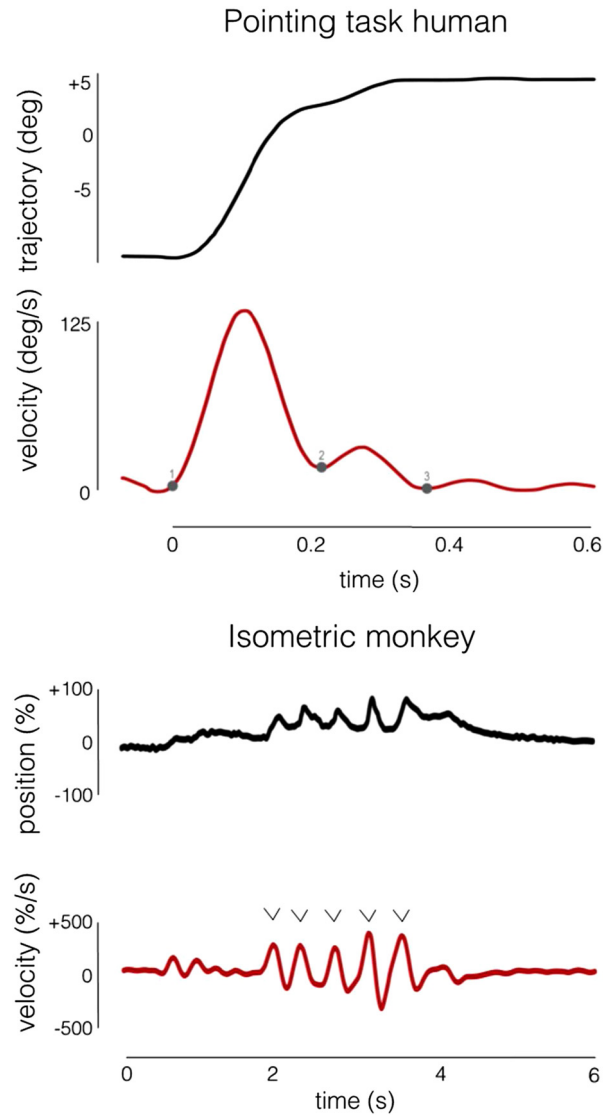 Pointing task human
trajectory (deg)
+5
0
-5
velocity (deg/s)
125
0
1
2
3
0 0.2 0.4 0.6
time (s)
Isometric monkey
position (%)
+100
0
-100
velocity (%/s)
+500
0
-500
0 2 4 6
time (s)